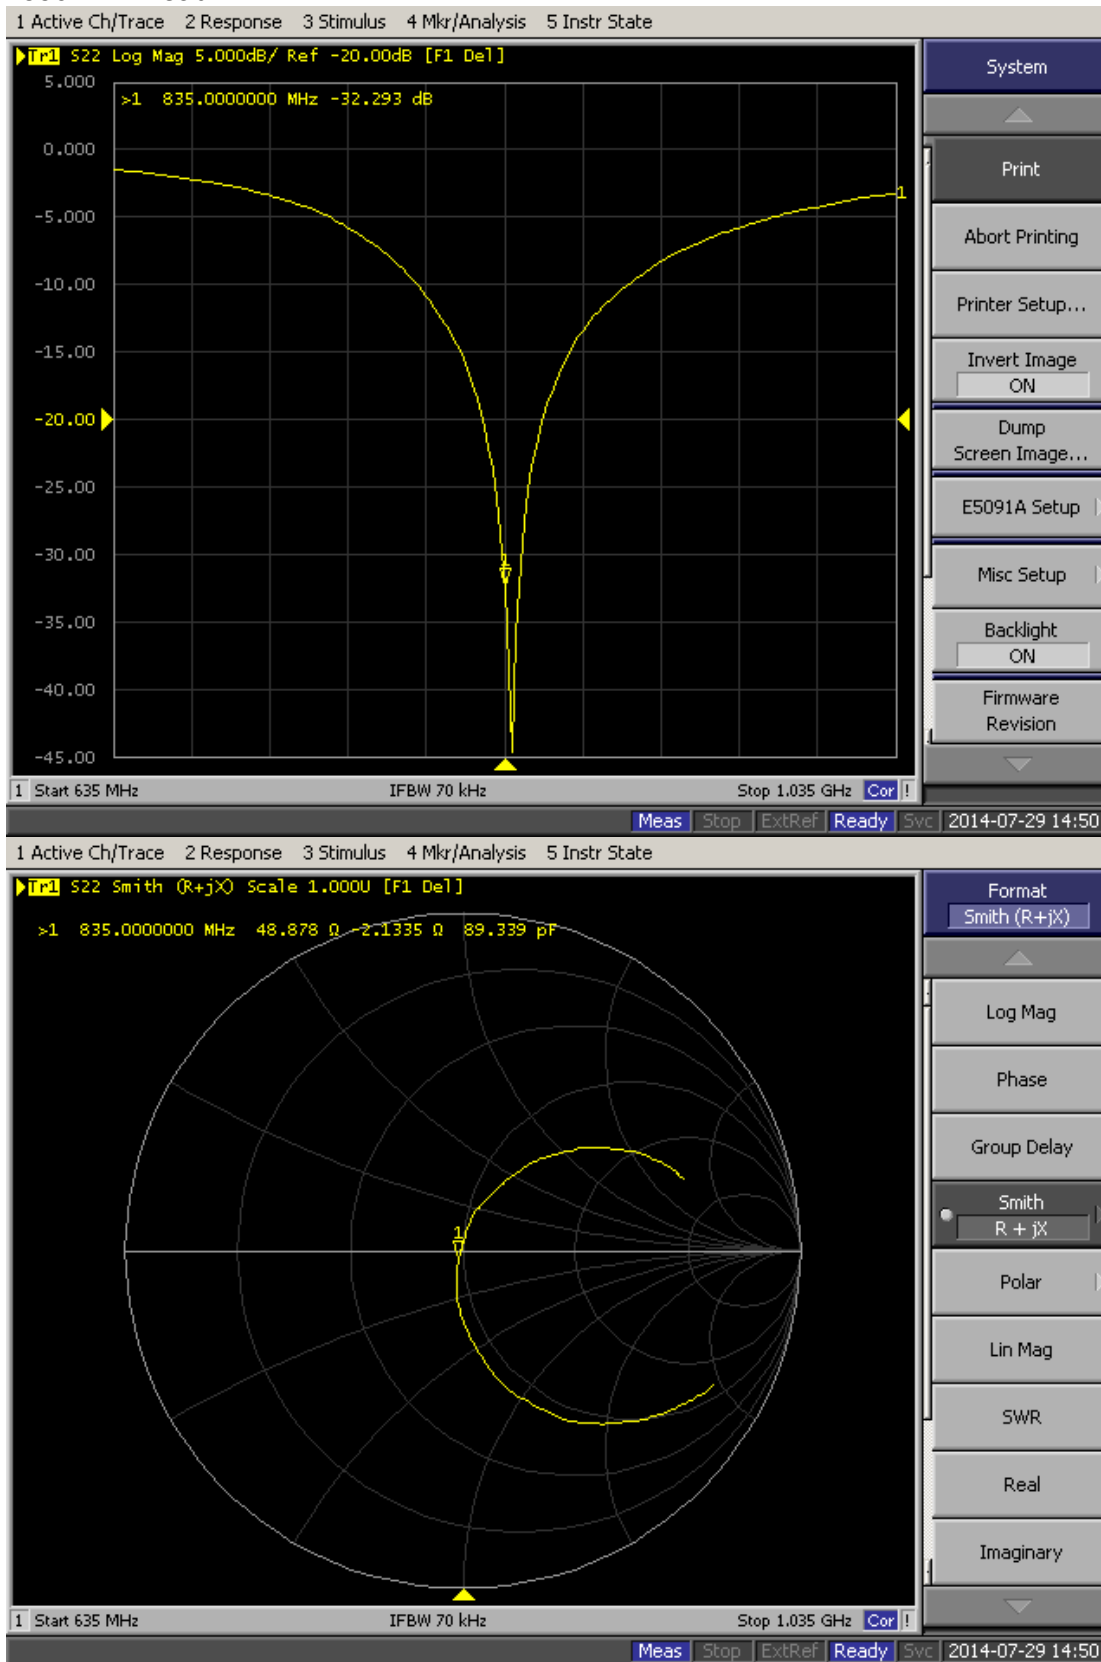 1 Active Ch/Trace 2 Response 3 Stimulus 4 Mkr/Analysis 5 Instr State
Tr1 S22 Log Mag 5.000dB/ Ref -20.00dB [F1 Del]
>1 835.0000000 MHz -32.293 dB
5.000
0.000
-5.000
-10.00
-15.00
-20.00
-25.00
-30.00
-35.00
-40.00
-45.00
1
1
System
Print
Abort Printing
Printer Setup...
Invert Image
ON
Dump
Screen Image...
E5091A Setup
Misc Setup
Backlight
ON
Firmware
Revision
1 Start 635 MHz IFBW 70 kHz Stop 1.035 GHz Cor !
Meas Stop ExtRef Ready Svc 2014-07-29 14:50
1 Active Ch/Trace 2 Response 3 Stimulus 4 Mkr/Analysis 5 Instr State
Tr1 S22 Smith (R+jX) Scale 1.000U [F1 Del]
>1 835.0000000 MHz 48.878 Ω -2.1335 Ω 89.339 pF
1
Format
Smith (R+jX)
Log Mag
Phase
Group Delay
Smith
R + jX
Polar
Lin Mag
SWR
Real
Imaginary
1 Start 635 MHz IFBW 70 kHz Stop 1.035 GHz Cor !
Meas Stop ExtRef Ready Svc 2014-07-29 14:50